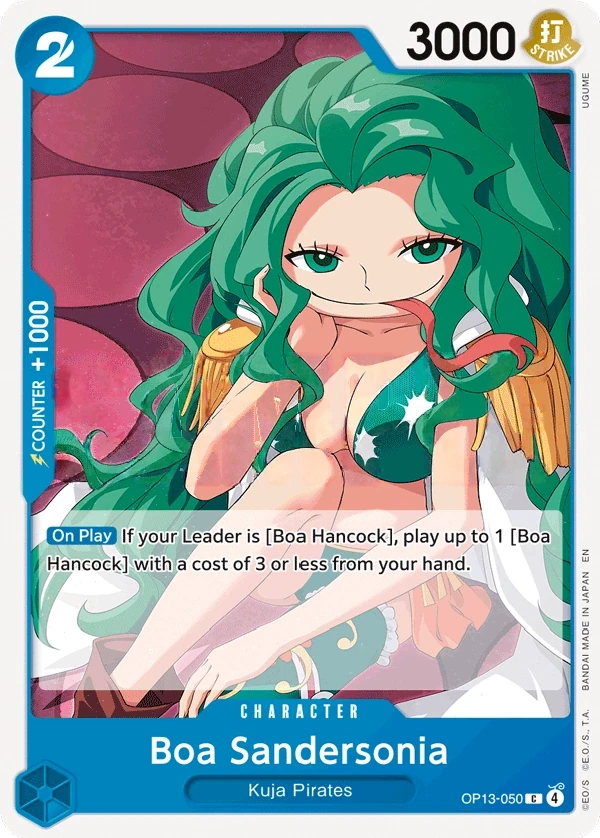 2
3000
打
STRIKE
UGUME
COUNTER +1000
On Play If your Leader is [Boa Hancock], play up to 1 [Boa
Hancock] with a cost of 3 or less from your hand.
CHARACTER
Boa Sandersonia
Kuja Pirates
OP13-050 C 4
©E.O/S ©E.O./S., T.A. BANDAI MADE IN JAPAN EN